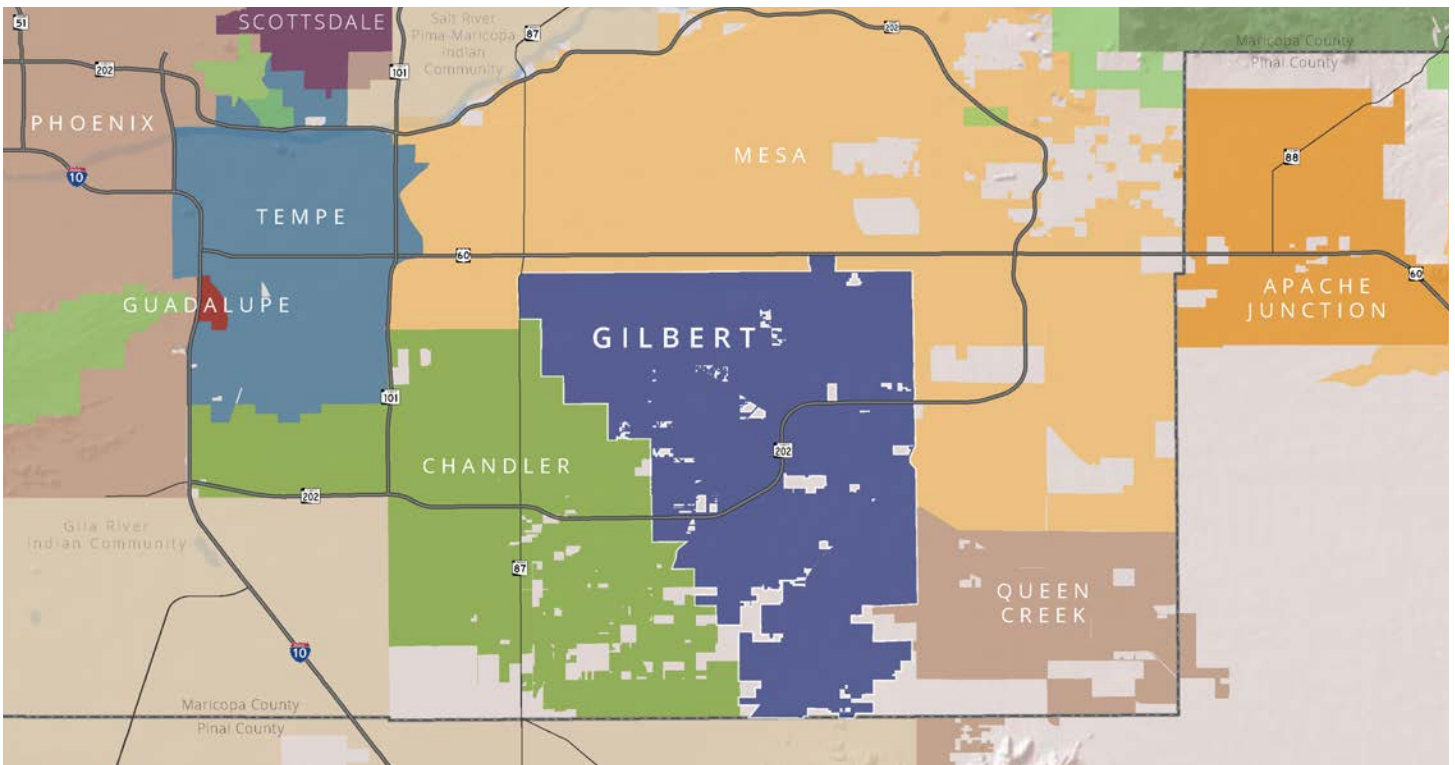 51
SCOTTSDALE
Salt River
Pima-Maricopa
Indian
Community
87
202
Maricopa County
Pinal County
202
101
PHOENIX
MESA
88
10
TEMPE
60
60
GUADALUPE
APACHE
JUNCTION
GILBERT
101
CHANDLER
202
202
Gila River
Indian Community
87
QUEEN
CREEK
10
Maricopa County
Pinal County